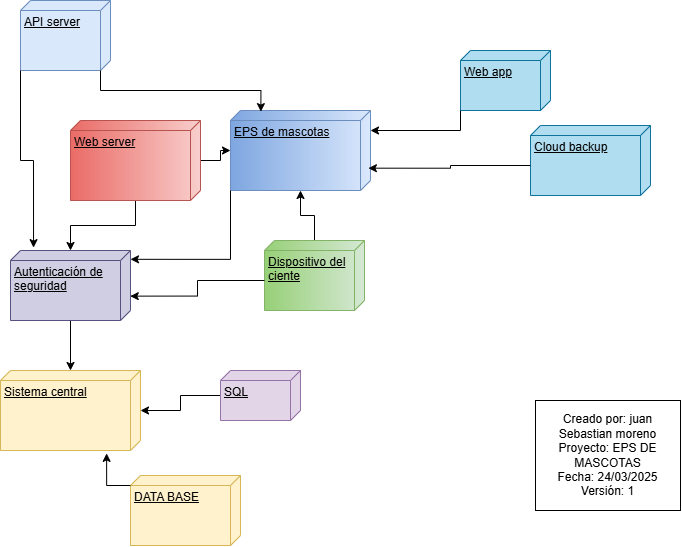 API server
Web app
EPS de mascotas
Web server
Cloud backup
Dispositivo del
ciente
Autenticación de
seguridad
Sistema central
SQL
DATA BASE
Creado por: juan
Sebastian moreno
Proyecto: EPS DE
MASCOTAS
Fecha: 24/03/2025
Versión: 1